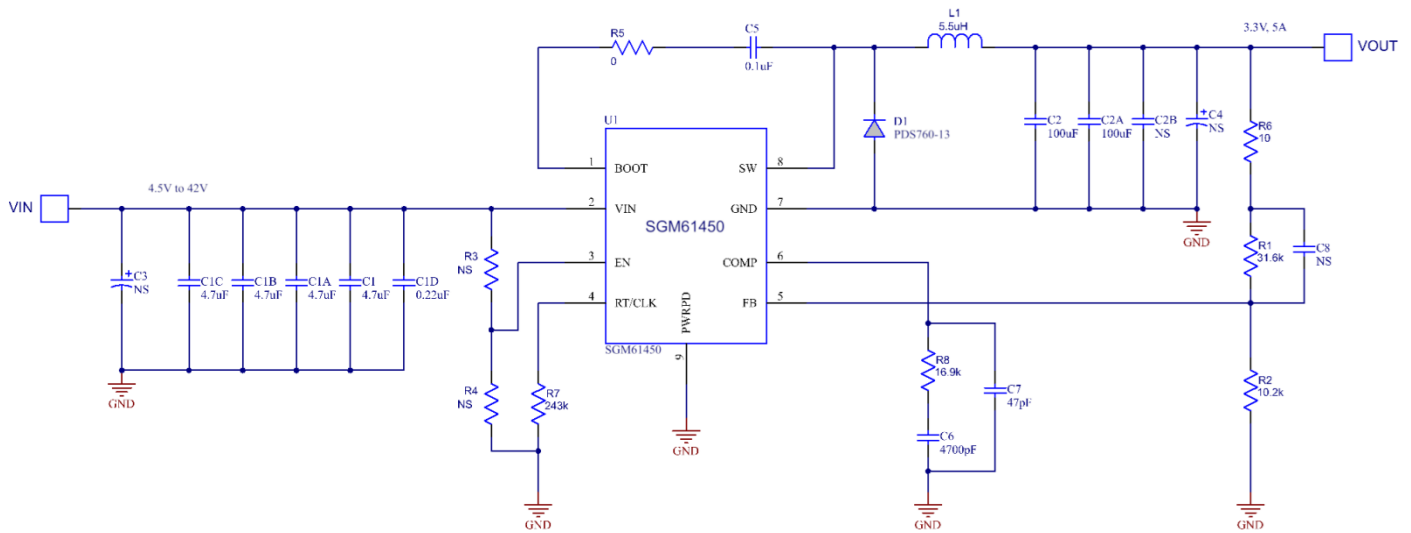 L1
5.5uH
R5
0
C5
0.1uF
3.3V, 5A
VOUT
U1
D1
PDS760-13
C2
100uF
C2A
100uF
C2B
NS
C4
NS
R6
10
1
BOOT
SW
8
4.5V to 42V
VIN
2
VIN
GND
7
SGM61450
GND
R3
NS
3
EN
COMP
6
R1
31.6k
C8
NS
C3
NS
C1C
4.7uF
C1B
4.7uF
C1A
4.7uF
C1
4.7uF
C1D
0.22uF
4
RT/CLK
FB
5
PWRPD
SGM61450
9
R8
16.9k
C7
47pF
R4
NS
R7
243k
R2
10.2k
GND
C6
4700pF
GND
GND
GND
GND